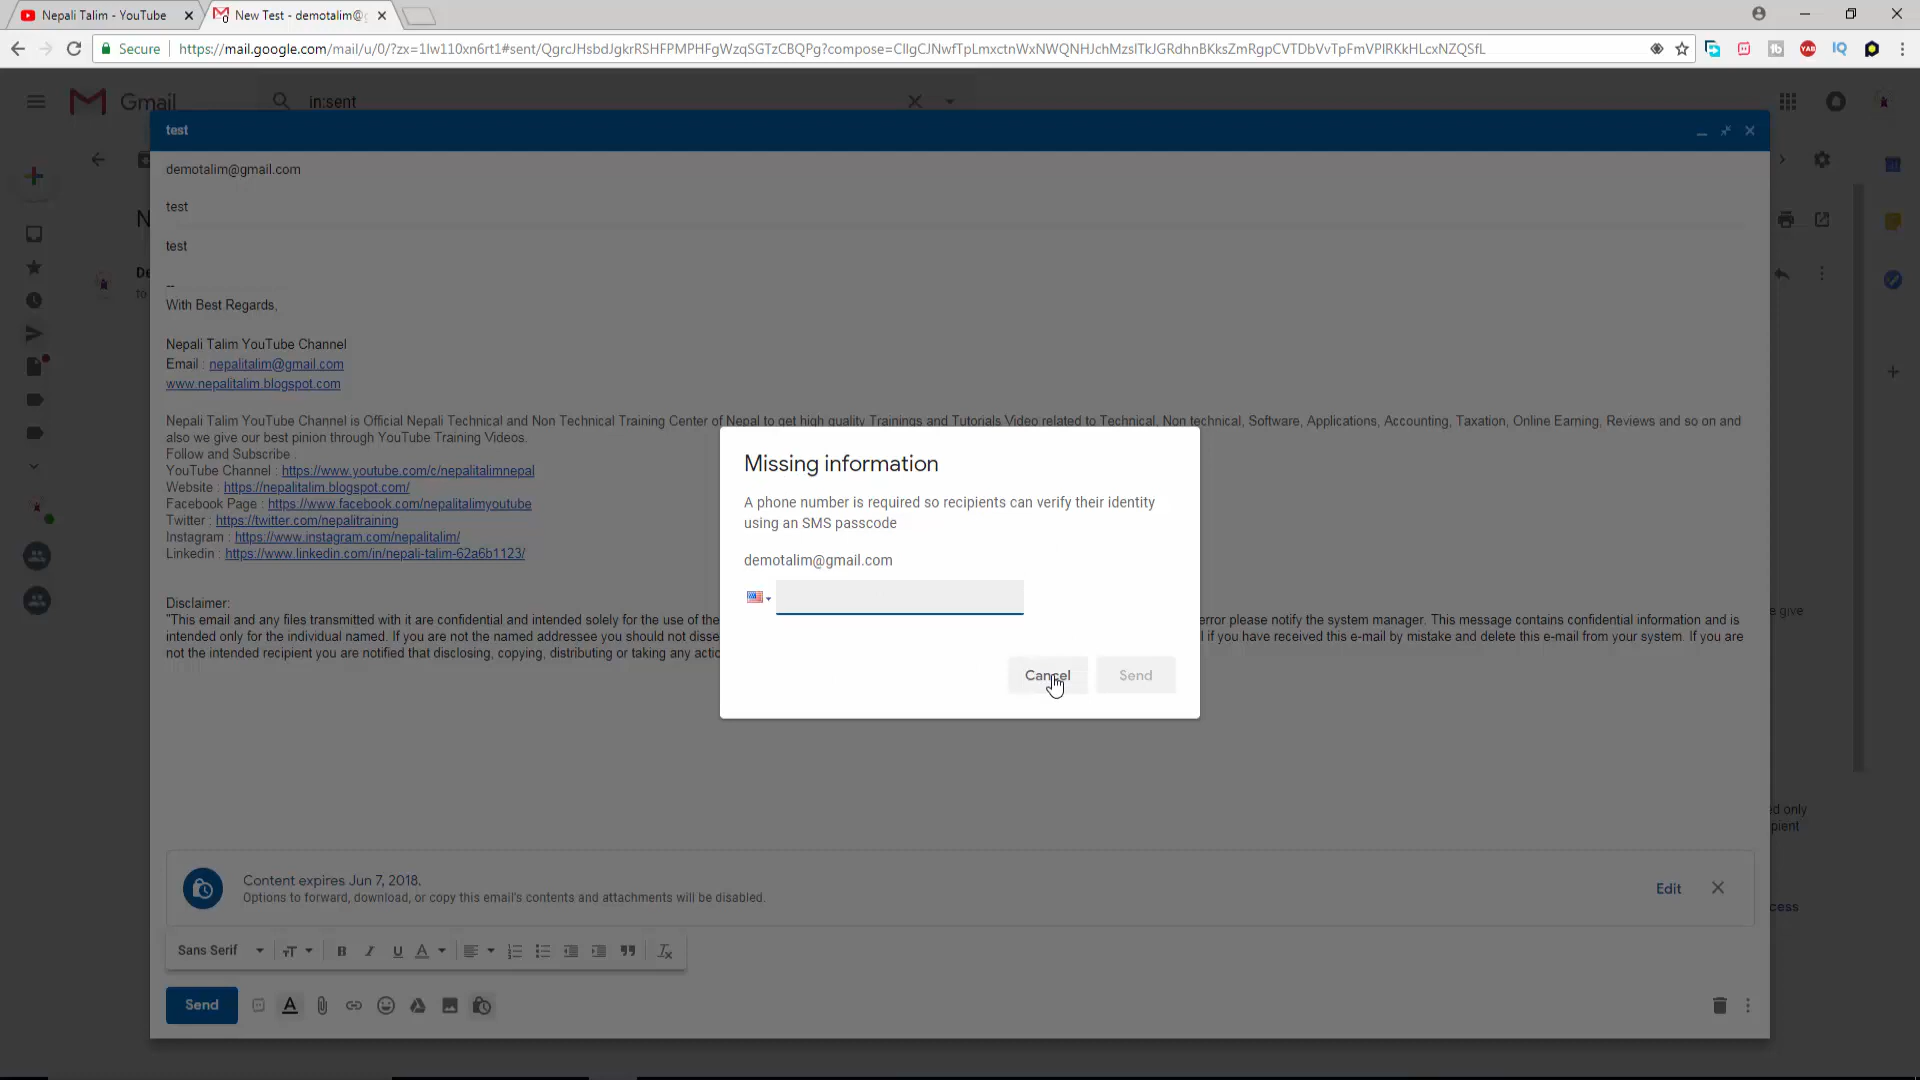 Nepali Talim - YouTube
New Test - demotalim@g
Secure
https://mail.google.com/mail/u/0/?zx=1lw110xn6rt1#sent/QgrcJHsbdJgkrRSHFPMPHFgWzqSGTzCBQPg?compose=CllgCJNwfTpLmxctnWxNWQNHJchMzslTkJGRdhnBKksZmRgpCVTDbVvTpFmVPlRKkHLcxNZQSfL
Gmail
in:sent
test
demotalim@gmail.com
test
test
--
With Best Regards,
Nepali Talim YouTube Channel
Email : nepalitalim@gmail.com
www.nepalitalim.blogspot.com
Nepali Talim YouTube Channel is Official Nepali Technical and Non Technical Training Center of Nepal to get high quality Trainings and Tutorials Video related to Technical, Non technical, Software, Applications, Accounting, Taxation, Online Earning, Reviews and so on and
also we give our best pinion through YouTube Training Videos.
Follow and Subscribe :
YouTube Channel : https://www.youtube.com/c/nepalitalimnepal
Website : https://nepalitalim.blogspot.com/
Facebook Page : https://www.facebook.com/nepalitalimyoutube
Twitter : https://twitter.com/nepalitraining
Instagram : https://www.instagram.com/nepalitalim/
Linkedin : https://www.linkedin.com/in/nepali-talim-62a6b1123/
Disclaimer:
"This email and any files transmitted with it are confidential and intended solely for the use of the error please notify the system manager. This message contains confidential information and is
intended only for the individual named. If you are not the named addressee you should not disse if you have received this e-mail by mistake and delete this e-mail from your system. If you are
not the intended recipient you are notified that disclosing, copying, distributing or taking any actio
Missing information
A phone number is required so recipients can verify their identity
using an SMS passcode
demotalim@gmail.com
Cancel
Send
e give
ed only
pient
cess
Content expires Jun 7, 2018.
Options to forward, download, or copy this email's contents and attachments will be disabled.
Edit
Sans Serif
Send